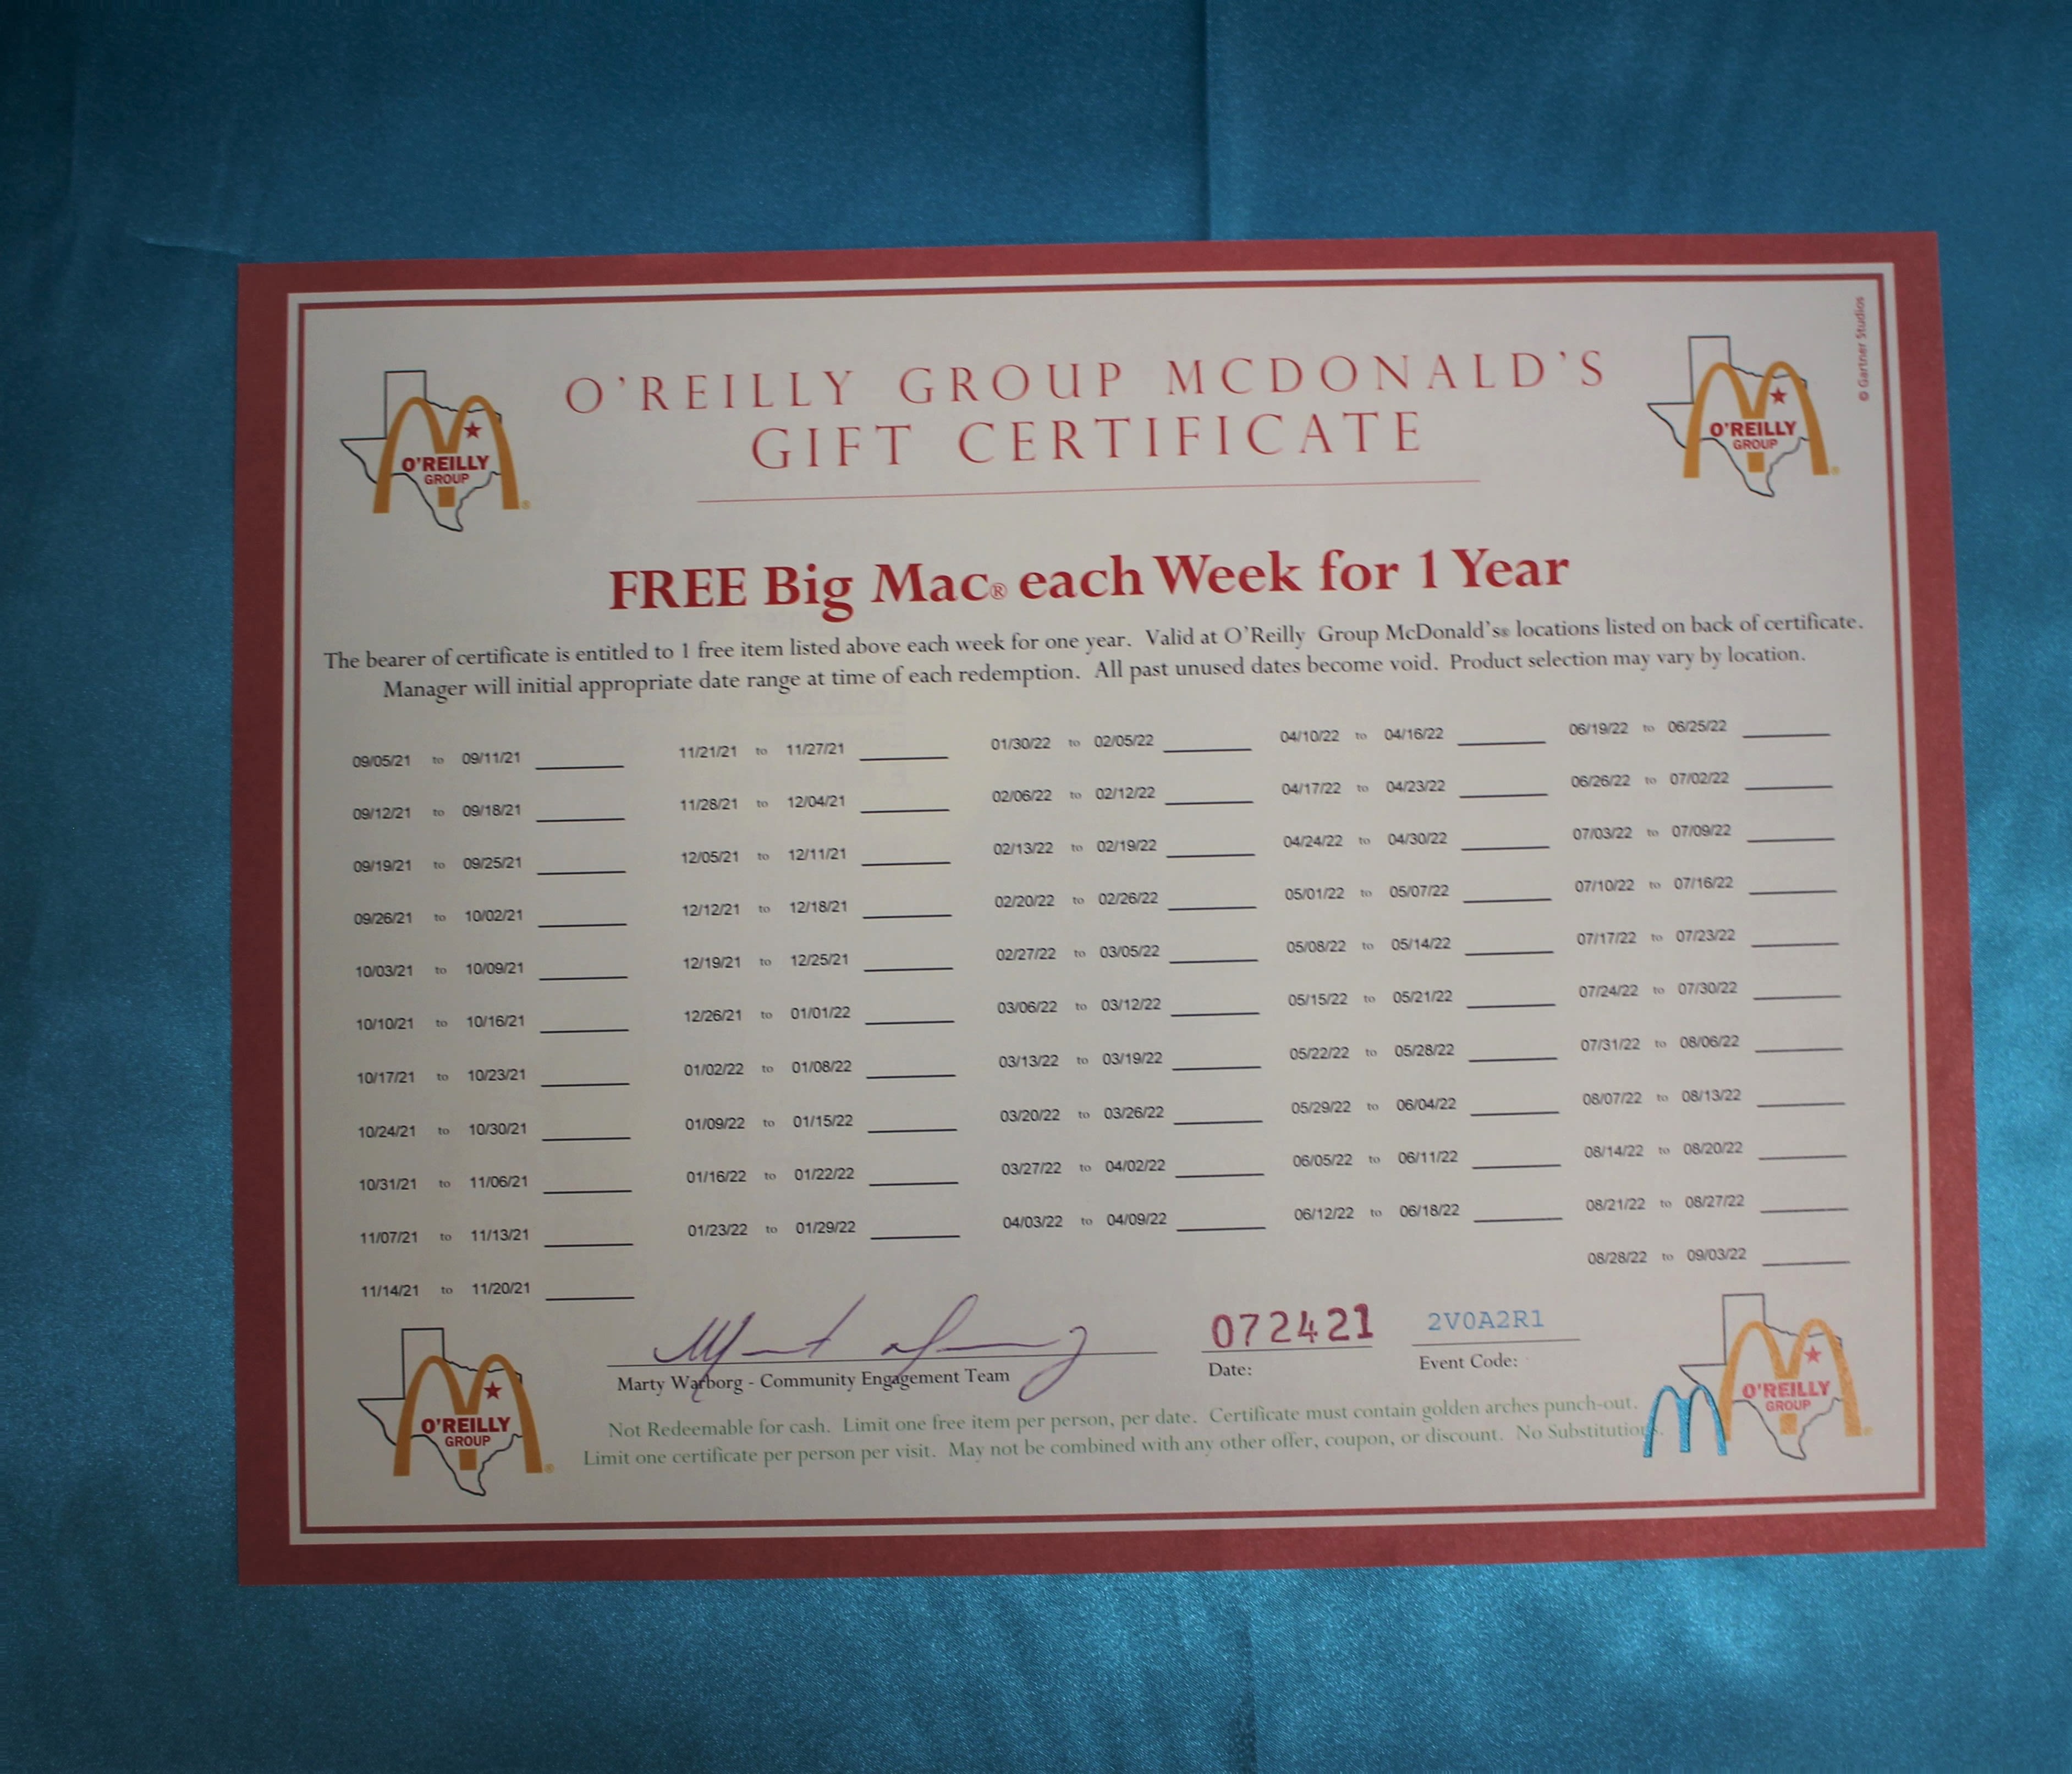 © Gartner Studios
O'REILLY GROUP MCDONALD'S
GIFT CERTIFICATE
O'REILLY
GROUP
®
O'REILLY
GROUP
®
FREE Big Mac® each Week for 1 Year
The bearer of certificate is entitled to 1 free item listed above each week for one year. Valid at O'Reilly Group McDonald's® locations listed on back of certificate.
Manager will initial appropriate date range at time of each redemption. All past unused dates become void. Product selection may vary by location.
09/05/21 to 09/11/21
09/12/21 to 09/18/21
09/19/21 to 09/25/21
09/26/21 to 10/02/21
10/03/21 to 10/09/21
10/10/21 to 10/16/21
10/17/21 to 10/23/21
10/24/21 to 10/30/21
10/31/21 to 11/06/21
11/07/21 to 11/13/21
11/14/21 to 11/20/21
11/21/21 to 11/27/21
11/28/21 to 12/04/21
12/05/21 to 12/11/21
12/12/21 to 12/18/21
12/19/21 to 12/25/21
12/26/21 to 01/01/22
01/02/22 to 01/08/22
01/09/22 to 01/15/22
01/16/22 to 01/22/22
01/23/22 to 01/29/22
01/30/22 to 02/05/22
02/06/22 to 02/12/22
02/13/22 to 02/19/22
02/20/22 to 02/26/22
02/27/22 to 03/05/22
03/06/22 to 03/12/22
03/13/22 to 03/19/22
03/20/22 to 03/26/22
03/27/22 to 04/02/22
04/03/22 to 04/09/22
04/10/22 to 04/16/22
04/17/22 to 04/23/22
04/24/22 to 04/30/22
05/01/22 to 05/07/22
05/08/22 to 05/14/22
05/15/22 to 05/21/22
05/22/22 to 05/28/22
05/29/22 to 06/04/22
06/05/22 to 06/11/22
06/12/22 to 06/18/22
06/19/22 to 06/25/22
06/26/22 to 07/02/22
07/03/22 to 07/09/22
07/10/22 to 07/16/22
07/17/22 to 07/23/22
07/24/22 to 07/30/22
07/31/22 to 08/06/22
08/07/22 to 08/13/22
08/14/22 to 08/20/22
08/21/22 to 08/27/22
08/28/22 to 09/03/22
O'REILLY
GROUP
®
Marty Warborg - Community Engagement Team
072421
Date:
2V0A2R1
Event Code:
O'REILLY
GROUP
®
Not Redeemable for cash. Limit one free item per person, per date. Certificate must contain golden arches punch-out.
Limit one certificate per person per visit. May not be combined with any other offer, coupon, or discount. No Substitutions.